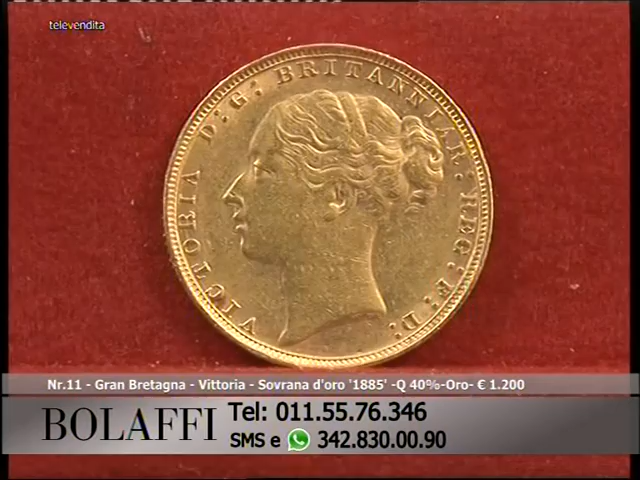 televendita
VICTORIA D: G: BRITANNIAR: REG: F: D:
Nr.11 - Gran Bretagna - Vittoria - Sovrana d'oro '1885' -Q 40%-Oro- € 1.200
BOLAFFI
Tel: 011.55.76.346
SMS e 342.830.00.90